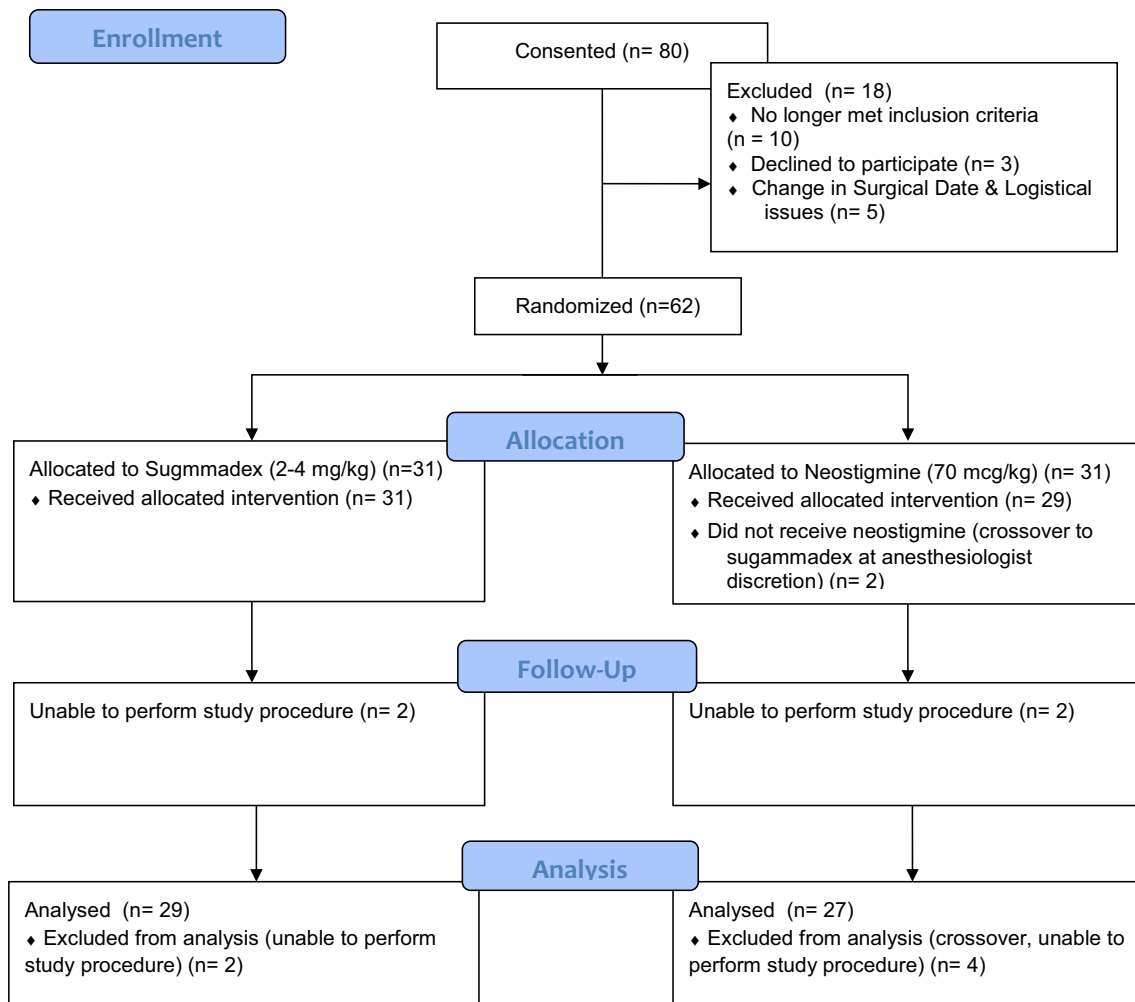 Enrollment
Consented (n= 80)
Excluded  (n= 18)
♦ No longer met inclusion criteria
(n = 10)
♦ Declined to participate (n= 3)
♦ Change in Surgical Date & Logistical
issues (n= 5)
Randomized (n=62)
Allocation
Allocated to Sugmmadex (2-4 mg/kg) (n=31)
♦ Received allocated intervention (n= 31)
Allocated to Neostigmine (70 mcg/kg) (n= 31)
♦ Received allocated intervention (n= 29)
♦ Did not receive neostigmine (crossover to
sugammadex at anesthesiologist
discretion) (n= 2)
Follow-Up
Unable to perform study procedure (n= 2)
Unable to perform study procedure (n= 2)
Analysis
Analysed  (n= 29)
♦ Excluded from analysis (unable to perform
study procedure) (n= 2)
Analysed  (n= 27)
♦ Excluded from analysis (crossover, unable to
perform study procedure) (n= 4)